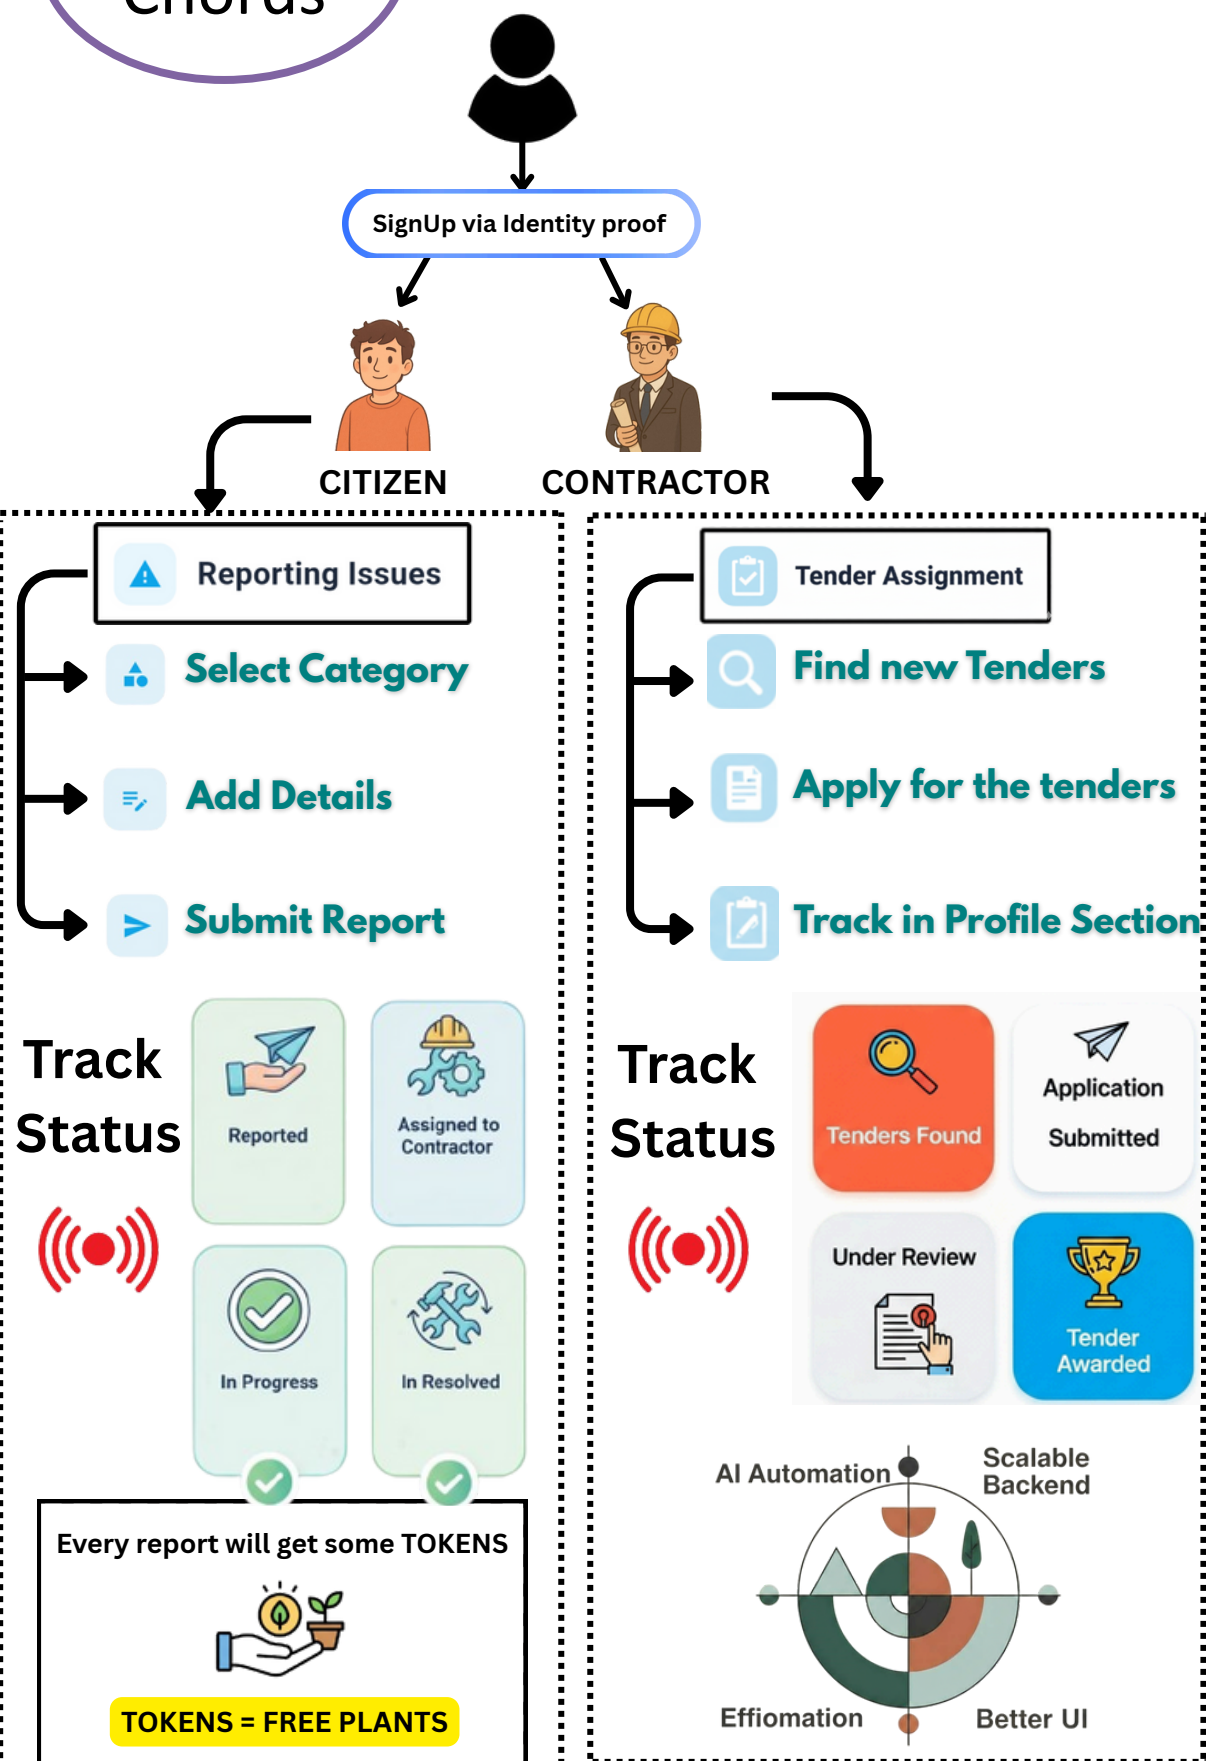 Chords
SignUp via Identity proof
CITIZEN
CONTRACTOR
Reporting Issues
Select Category
Add Details
Submit Report
Track
Status
Reported
Assigned to
Contractor
In Progress
In Resolved
Every report will get some TOKENS
TOKENS = FREE PLANTS
Tender Assignment
Find new Tenders
Apply for the tenders
Track in Profile Section
Track
Status
Tenders Found
Application
Submitted
Under Review
Tender
Awarded
AI Automation
Scalable
Backend
Effiomation
Better UI